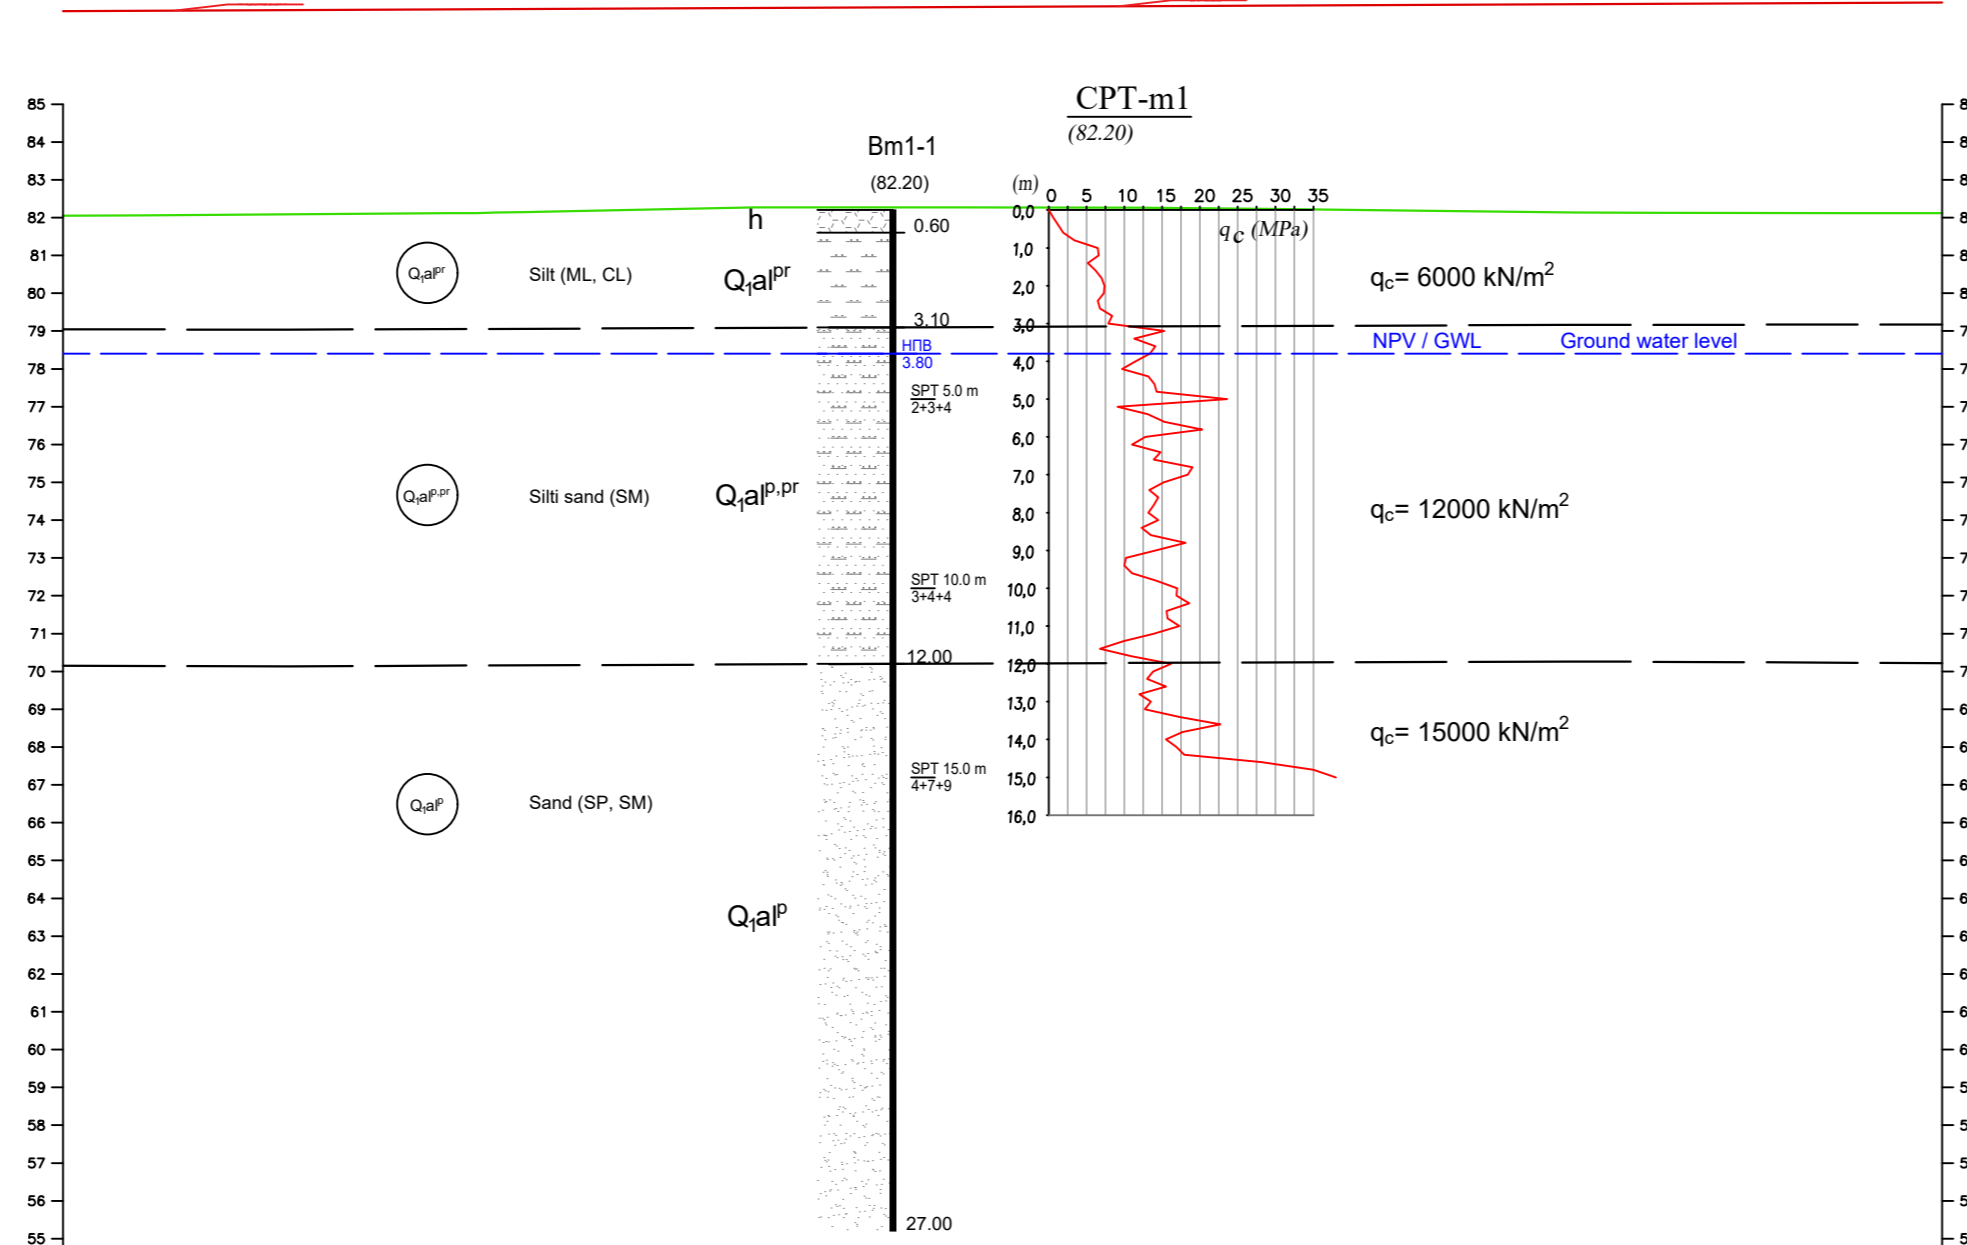 CPT-m1
(82.20)
Bm1-1
(82.20)
(m)
0 5 10 15 20 25 30 35
qc (MPa)
85
84
83
82
81
80
79
78
77
76
75
74
73
72
71
70
69
68
67
66
65
64
63
62
61
60
59
58
57
56
55
h
0.60
Q1alpr
Silt (ML, CL)
Q1alpr
qc= 6000 kN/m2
3.10
НПВ
3.80
NPV / GWL
Ground water level
SPT 5.0 m
2+3+4
Q1alp,pr
Silti sand (SM)
Q1alp,pr
qc= 12000 kN/m2
SPT 10.0 m
3+4+4
12.00
qc= 15000 kN/m2
SPT 15.0 m
4+7+9
Q1alp
Sand (SP, SM)
Q1alp
27.00
0,0
1,0
2,0
3,0
4,0
5,0
6,0
7,0
8,0
9,0
10,0
11,0
12,0
13,0
14,0
15,0
16,0